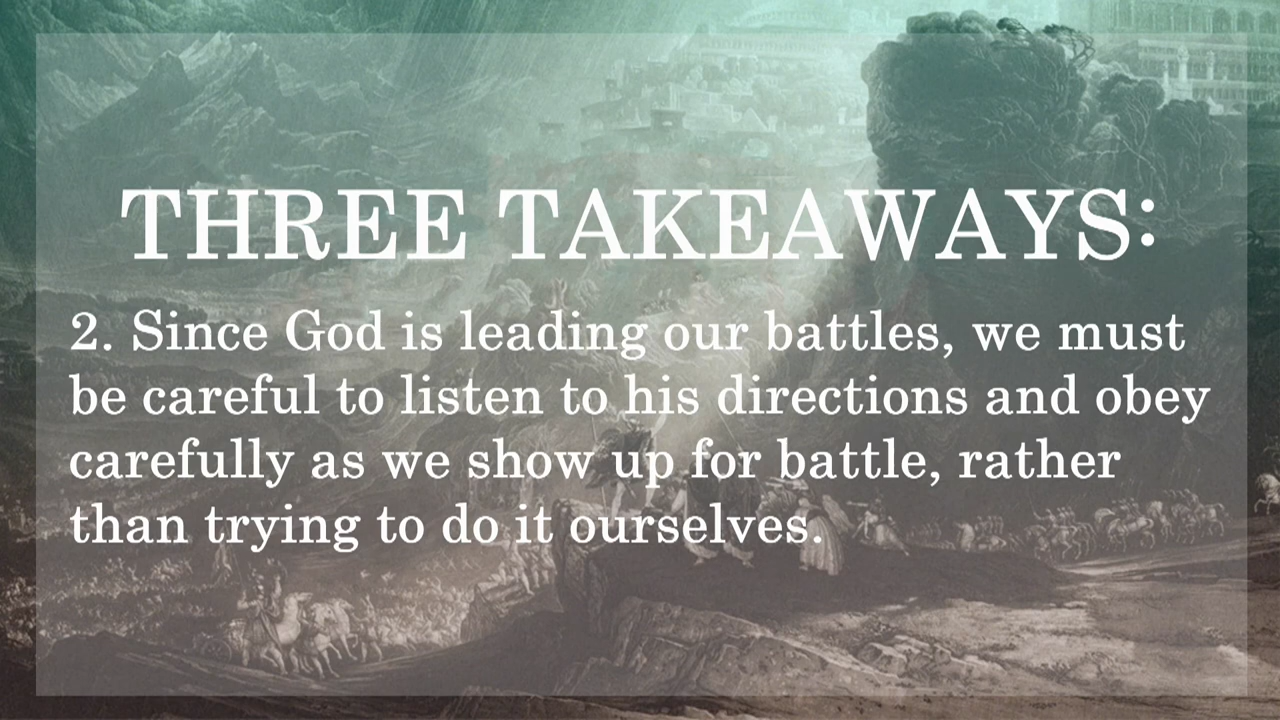 THREE TAKEAWAYS:
2. Since God is leading our battles, we must
be careful to listen to his directions and obey
carefully as we show up for battle, rather
than trying to do it ourselves.